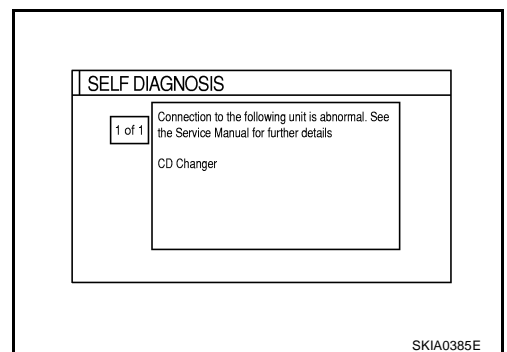 SELF DIAGNOSIS
1 of 1
Connection to the following unit is abnormal. See
the Service Manual for further details
CD Changer
SKIA0385E